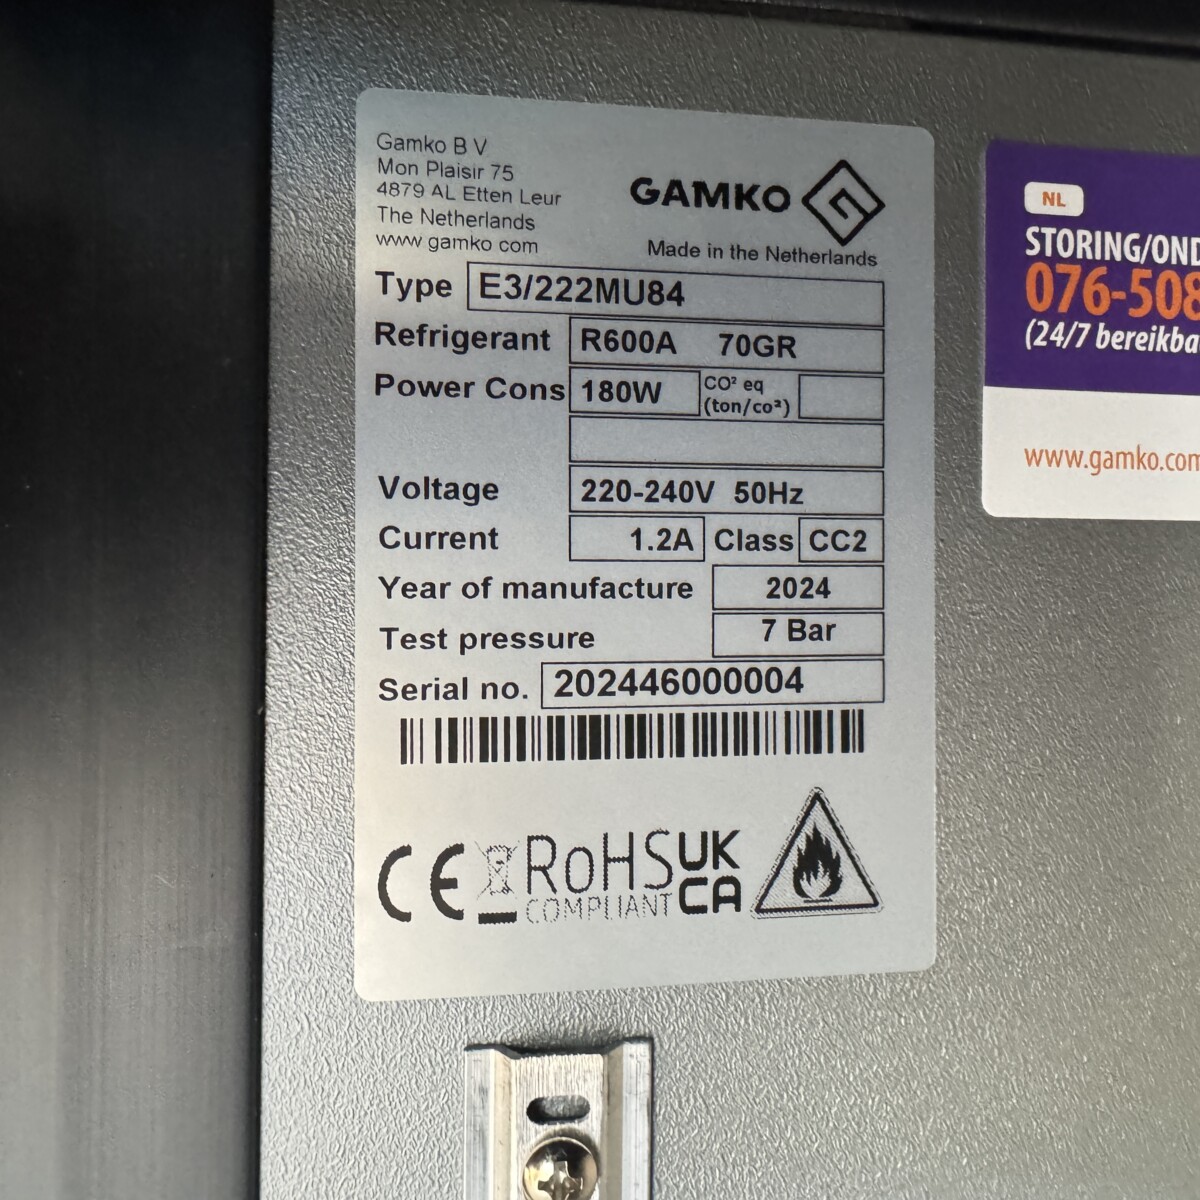 Gamko B V
Mon Plaisir 75
4879 AL Etten Leur
The Netherlands
www gamko com
GAMKO
Made in the Netherlands
Type E3/222MU84
Refrigerant R600A 70GR
Power Cons 180W CO² eq (ton/co²)
Voltage 220-240V 50Hz
Current 1.2A Class CC2
Year of manufacture 2024
Test pressure 7 Bar
Serial no. 202446000004
CE RoHS COMPLIANT UK CA
NL
STORING/OND
076-508
(24/7 bereikba
www.gamko.com